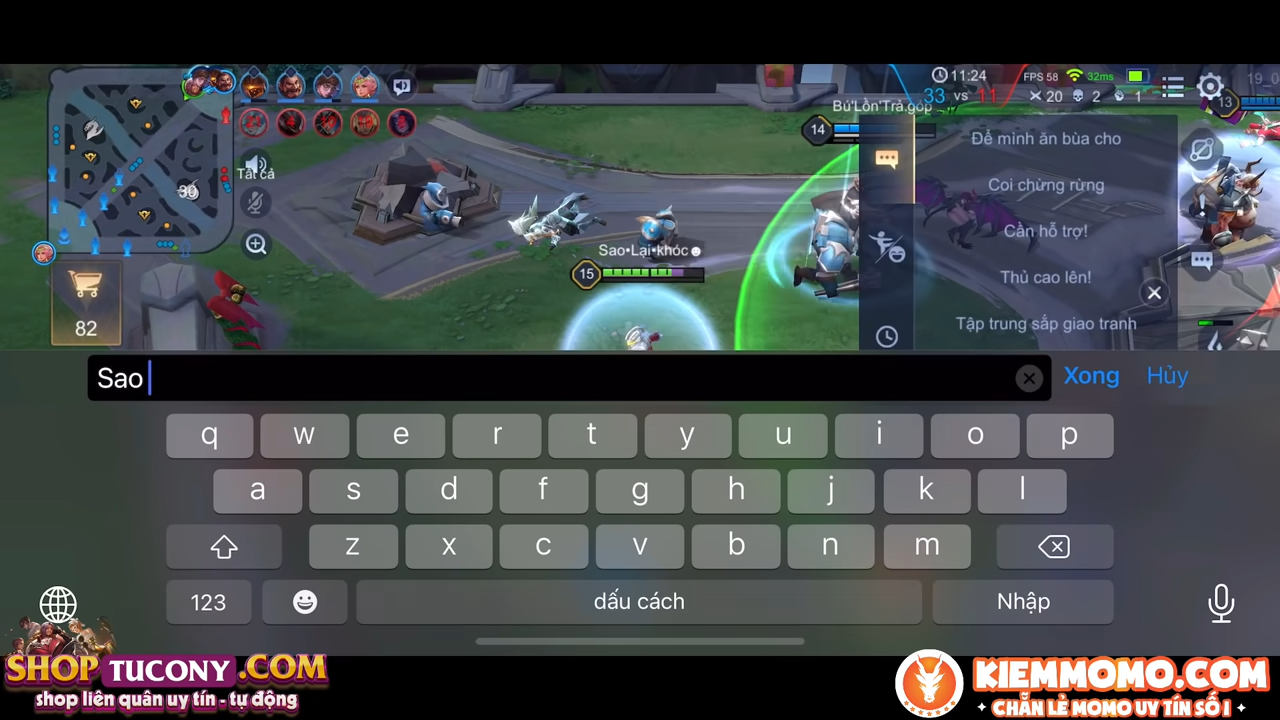 11:24
FPS 58
32ms
19_0
33 vs 11
20
2
1
13
Bú'Lồn'Trả.góp
14
Để mình ăn bùa cho
Tất cả
Coi chừng rừng
30
Cần hỗ trợ!
Sao•Lại•khóc☻
15
Thủ cao lên!
82
Tập trung sắp giao tranh
Sao
Xong
Hủy
q w e r t y u i o p
a s d f g h j k l
z x c v b n m
123
dấu cách
Nhập
SHOP TUCONY .COM
shop liên quân uy tín - tự động
KIEMMOMO.COM
CHẴN LẺ MOMO UY TÍN SỐ 1